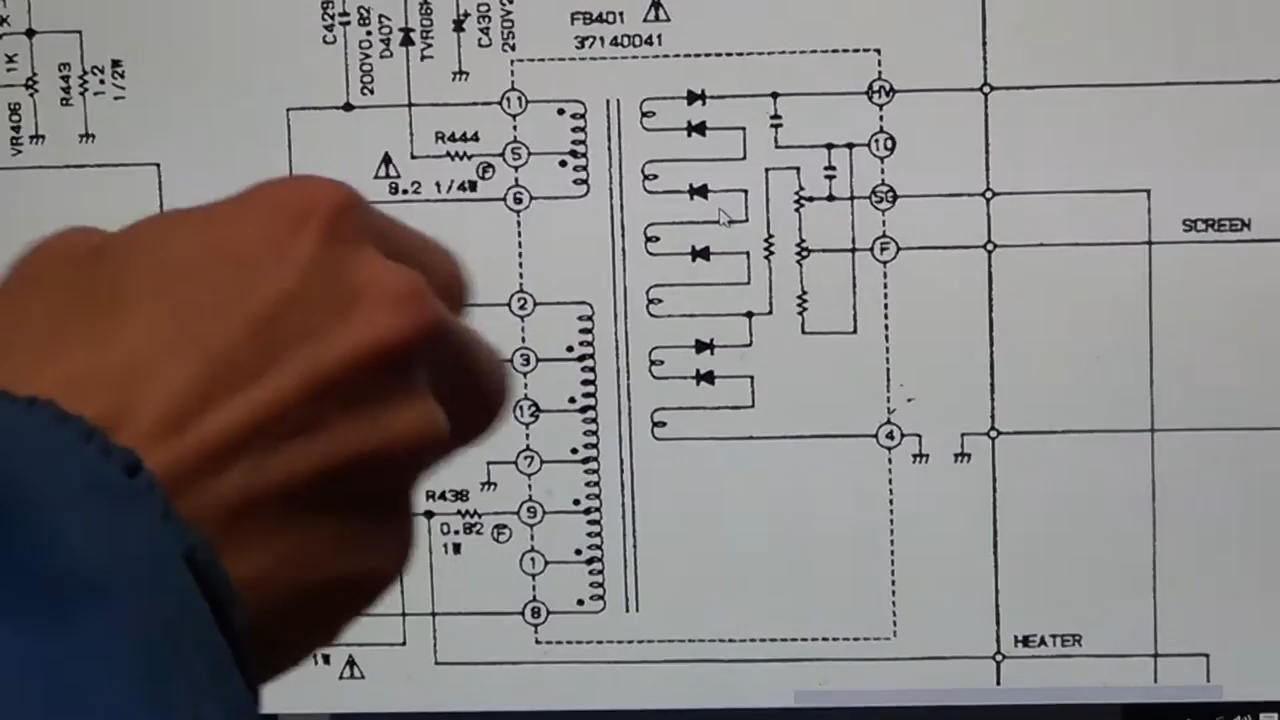 C429
200V0.82
D407
TVR06
C430
250V2
FB401
37140041
VR406
1K
R443
1.2
1/2W
11
R444
5
F
8.2 1/4W
6
2
3
12
7
R438
0.82
1W
F
9
1
8
1W
HV
10
SG
F
4
SCREEN
HEATER